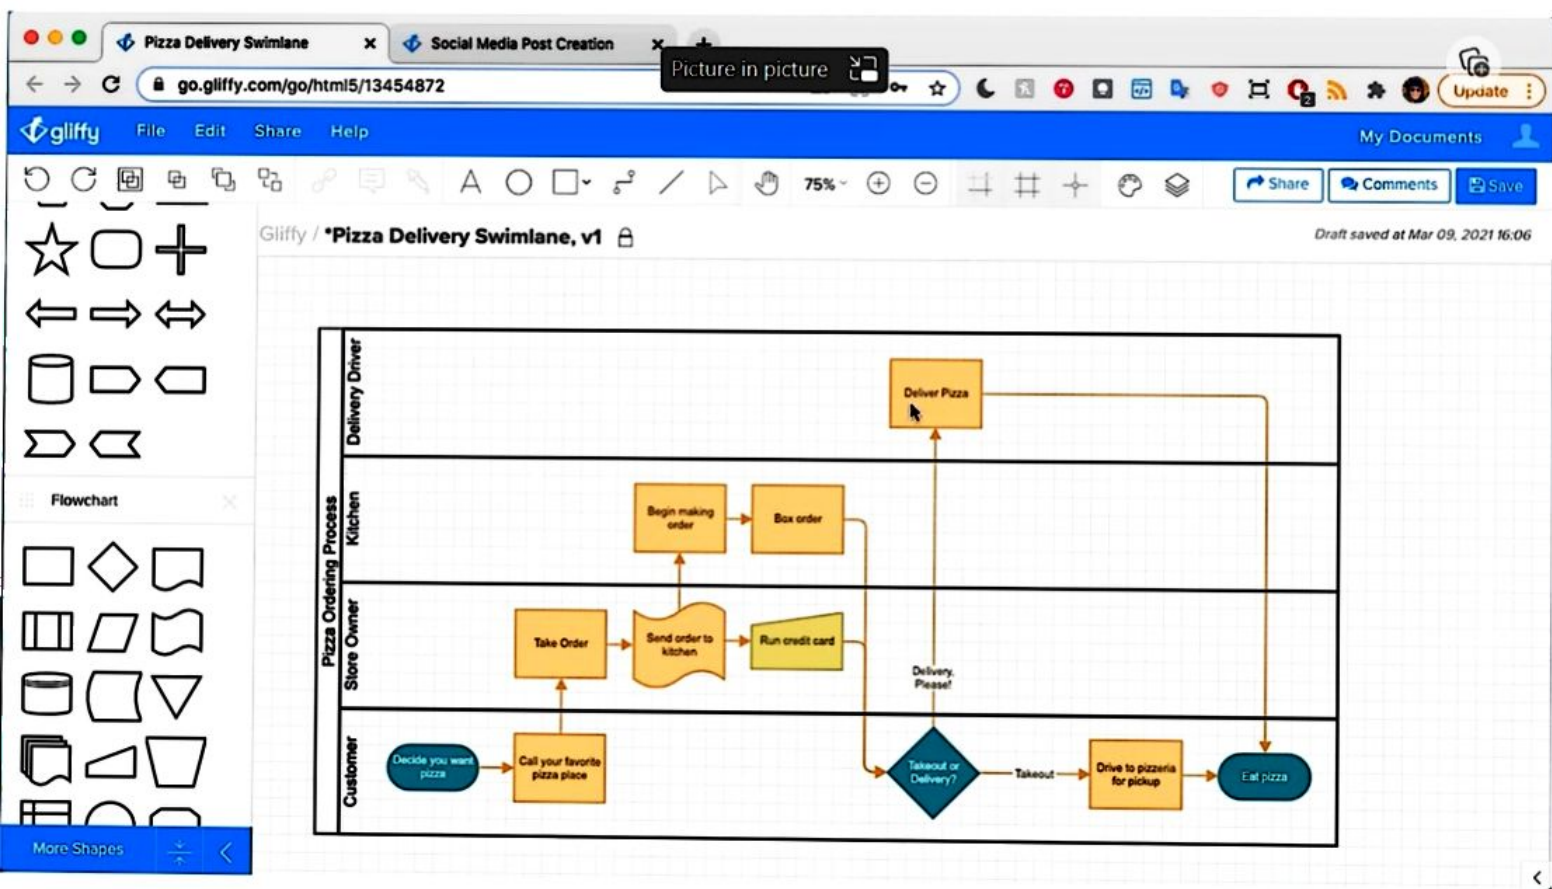 Pizza Delivery Swimlane
Social Media Post Creation
Picture in picture
go.gliffy.com/go/html5/13454872
2
Update
gliffy
File
Edit
Share
Help
My Documents
75%
Share
Comments
Save
Gliffy / *Pizza Delivery Swimlane, v1
Draft saved at Mar 09, 2021 16:06
Flowchart
More Shapes
Pizza Ordering Process
Delivery Driver
Deliver Pizza
Kitchen
Begin making
order
Box order
Store Owner
Take Order
Send order to
kitchen
Run credit card
Delivery,
Please!
Customer
Decide you want
pizza
Call your favorite
pizza place
Takeout or
Delivery?
Takeout
Drive to pizzeria
for pickup
Eat pizza